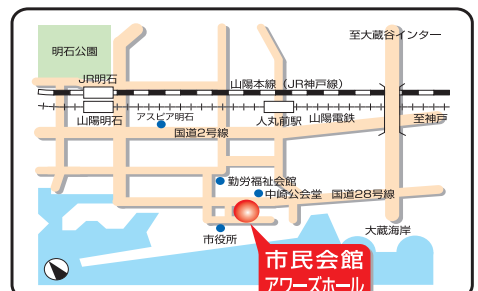 至大蔵谷インター
明石公園
JR明石
山陽本線（JR神戸線）
山陽明石
アスピア明石
人丸前駅
山陽電鉄
至神戸
国道2号線
勤労福祉会館
中崎公会堂
国道28号線
市役所
大蔵海岸
市民会館
アワーズホール